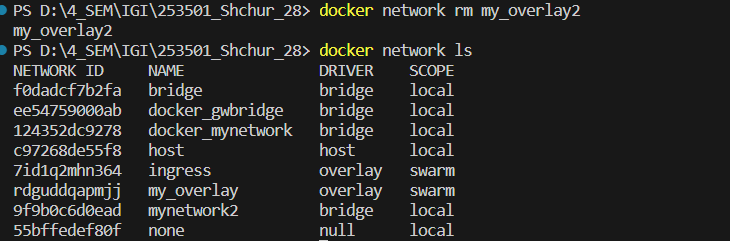 PS D:\4_SEM\IGI\253501_Shchur_28> docker network rm my_overlay2
my_overlay2
PS D:\4_SEM\IGI\253501_Shchur_28> docker network ls
NETWORK ID     NAME               DRIVER    SCOPE
f0dadcf7b2fa   bridge             bridge    local
ee54759000ab   docker_gwbridge    bridge    local
124352dc9278   docker_mynetwork   bridge    local
c97268de55f8   host               host      local
7id1q2mhn364   ingress            overlay   swarm
rdguddqapmjj   my_overlay         overlay   swarm
9f9b0c6d0ead   mynetwork2         bridge    local
55bffedef80f   none               null      local